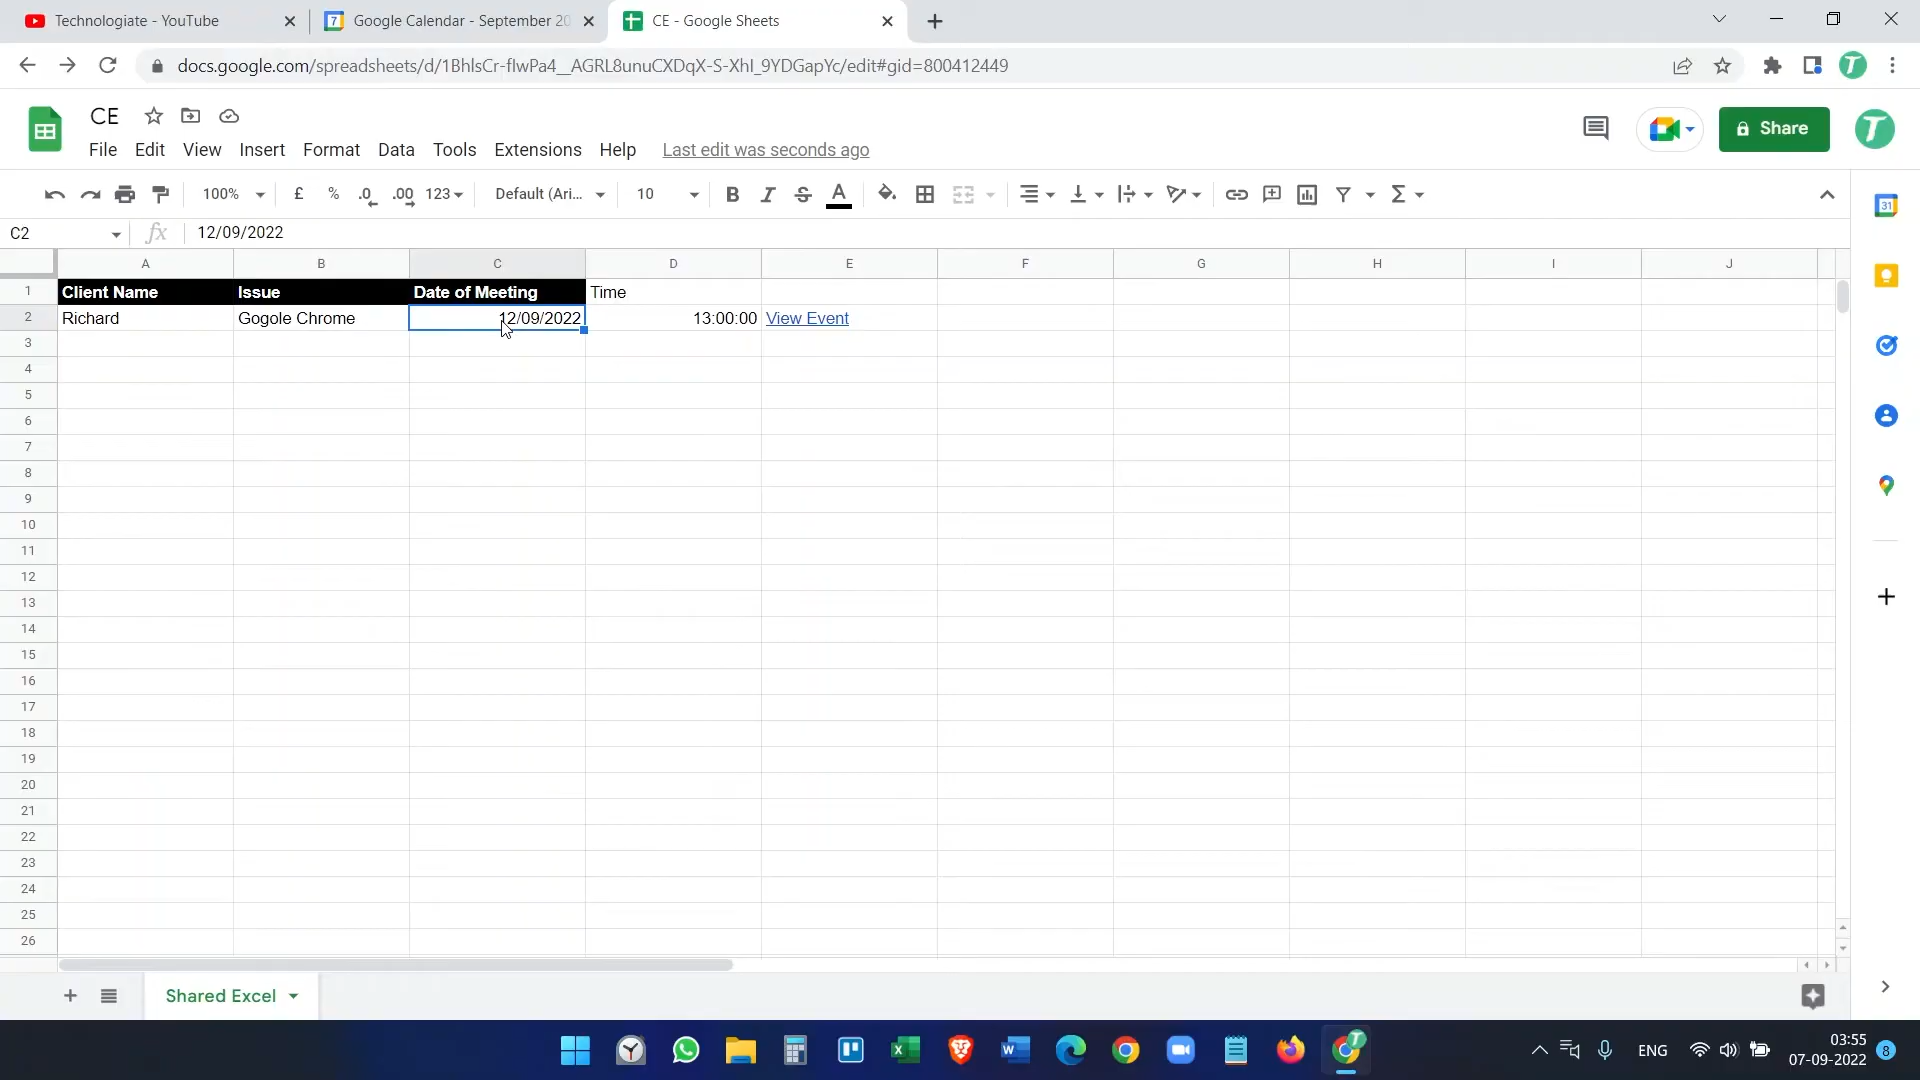 Technologiate - YouTube
Google Calendar - September 20
CE - Google Sheets
docs.google.com/spreadsheets/d/1BhlsCr-flwPa4__AGRL8unuCXDqX-S-XhI_9YDGapYc/edit#gid=800412449
CE
Share
File Edit View Insert Format Data Tools Extensions Help Last edit was seconds ago
100% £ % .0 .00 123 Default (Ari... 10 B I S A
C2 fx 12/09/2022
A B C D E F G H I J
1 Client Name Issue Date of Meeting Time
2 Richard Gogole Chrome 12/09/2022 13:00:00 View Event
3
4
5
6
7
8
9
10
11
12
13
14
15
16
17
18
19
20
21
22
23
24
25
26
Shared Excel
ENG
03:55
07-09-2022
8